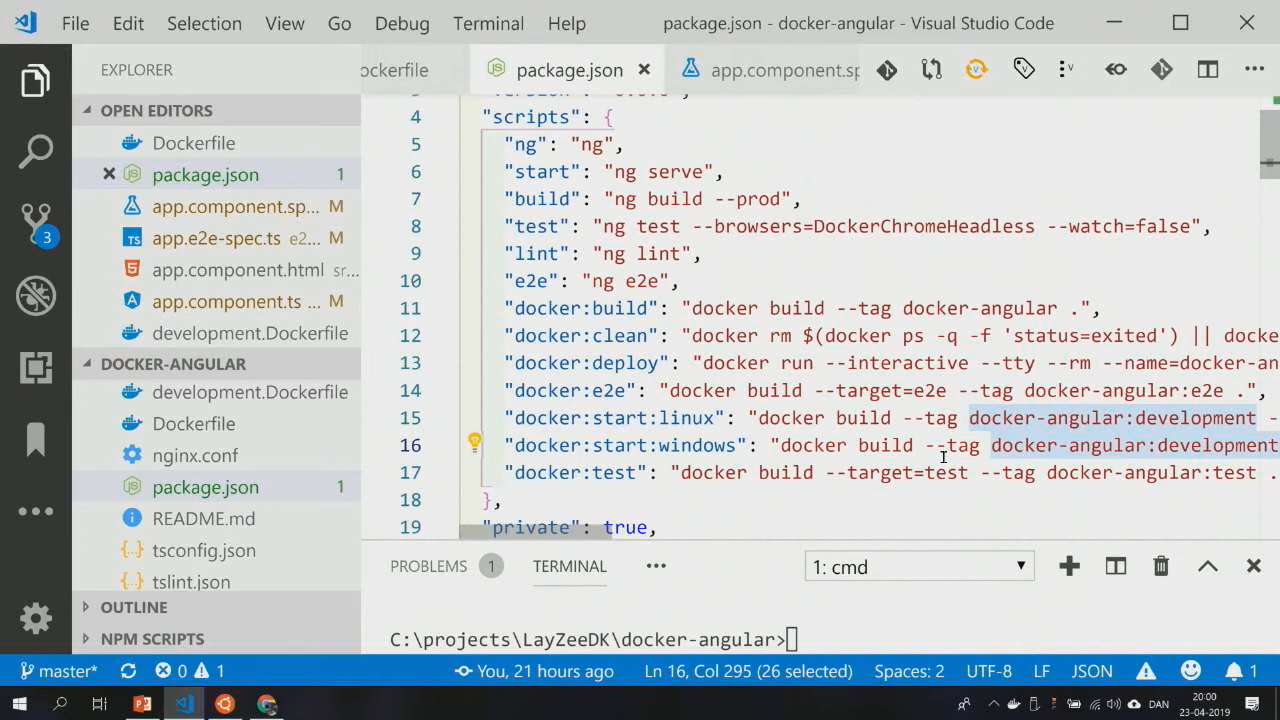 File Edit Selection View Go Debug Terminal Help package.json - docker-angular - Visual Studio Code
EXPLORER
ockerfile package.json app.component.sp
OPEN EDITORS
Dockerfile
package.json 1
app.component.sp... M
app.e2e-spec.ts e2... M
app.component.html sr...
app.component.ts ... M
development.Dockerfile
DOCKER-ANGULAR
development.Dockerfile
Dockerfile
nginx.conf
package.json 1
README.md
tsconfig.json
tslint.json
OUTLINE
NPM SCRIPTS
3
4 "scripts": {
5 "ng": "ng",
6 "start": "ng serve",
7 "build": "ng build --prod",
8 "test": "ng test --browsers=DockerChromeHeadless --watch=false",
9 "lint": "ng lint",
10 "e2e": "ng e2e",
11 "docker:build": "docker build --tag docker-angular .",
12 "docker:clean": "docker rm $(docker ps -q -f 'status=exited') || docke
13 "docker:deploy": "docker run --interactive --tty --rm --name=docker-an
14 "docker:e2e": "docker build --target=e2e --tag docker-angular:e2e .",
15 "docker:start:linux": "docker build --tag docker-angular:development -
16 "docker:start:windows": "docker build --tag docker-angular:development
17 "docker:test": "docker build --target=test --tag docker-angular:test .
18 },
19 "private": true,
PROBLEMS 1 TERMINAL ... 1: cmd
C:\projects\LayZeeDK\docker-angular>
master* 0 1 You, 21 hours ago Ln 16, Col 295 (26 selected) Spaces: 2 UTF-8 LF JSON 1
DAN 20:00
23-04-2019